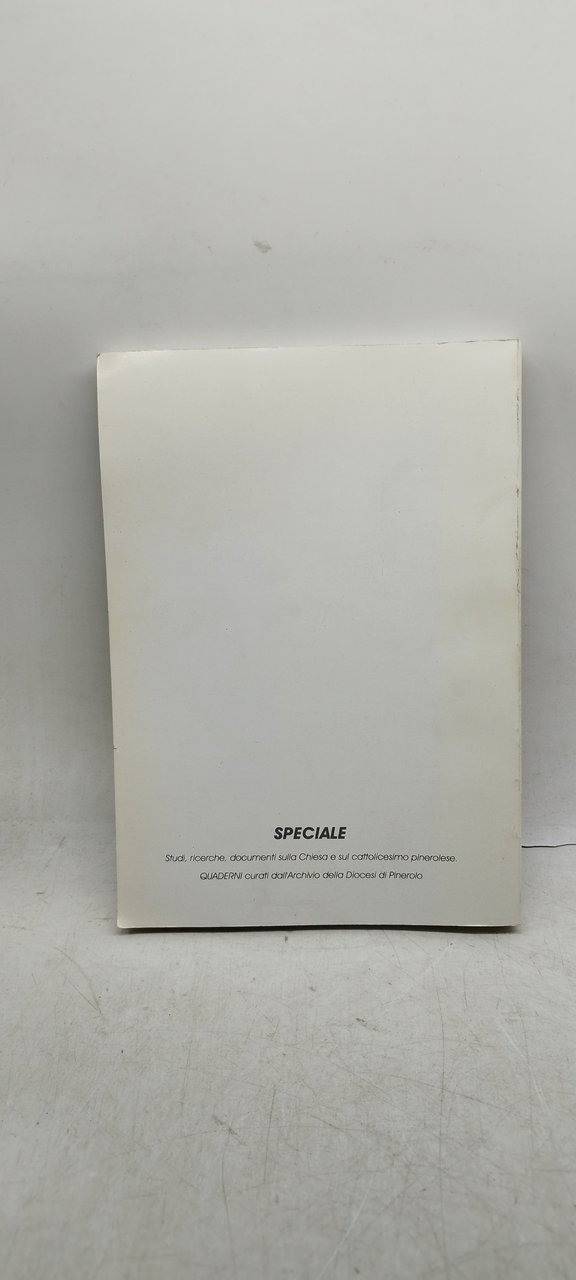 SPECIALE
Studi, ricerche, documenti sulla Chiesa e sul cattolicesimo pinerolese.
QUADERNI curati dall'Archivio della Diocesi di Pinerolo